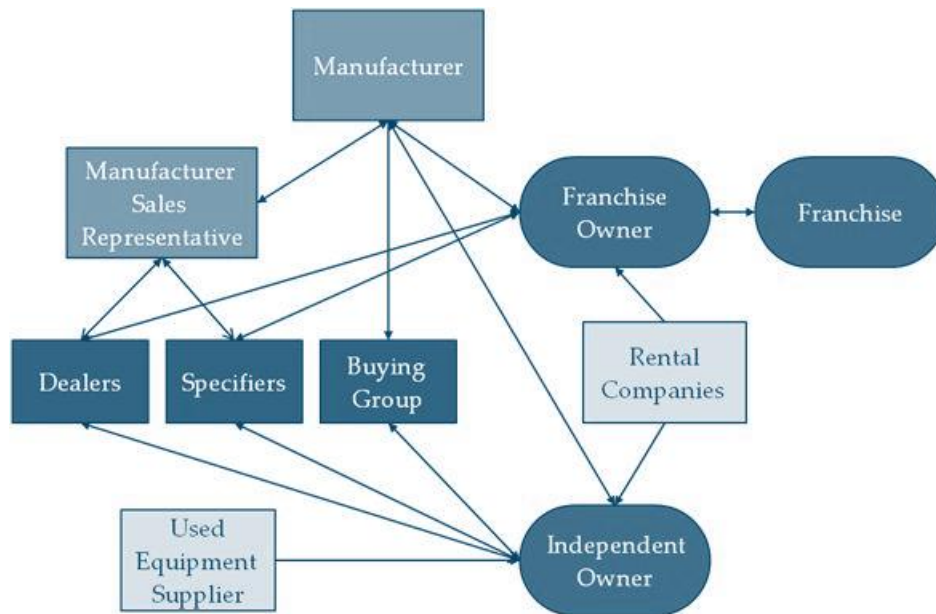 Manufacturer
Manufacturer
Sales
Representative
Franchise
Owner
Franchise
Dealers
Specifiers
Buying
Group
Rental
Companies
Used
Equipment
Supplier
Independent
Owner